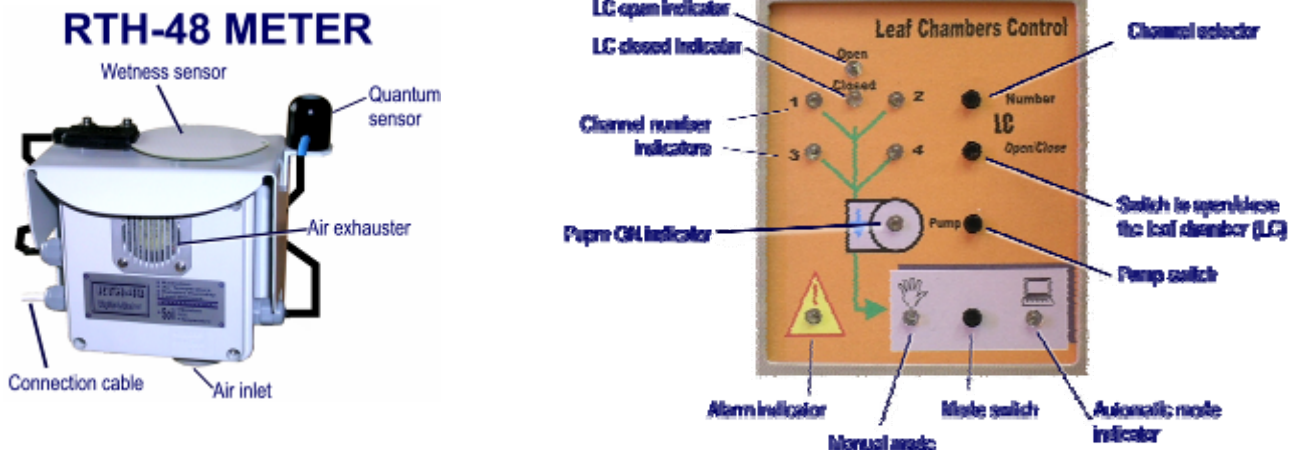 RTH-48 METER
Wetness sensor
Quantum
sensor
Air exhauster
Connection cable
Air inlet
LC open indicator
LC closed indicator
Channel number
indicators
Pupm ON indicator
Alarm indicator
Manual mode
Mode switch
Automatic mode
indicator
Channel selector
Switch to open/close
the leaf chamber (LC)
Pump switch
Leaf Chambers Control
Open
Closed
1
2
3
4
Number
LC
Open/Close
Pump